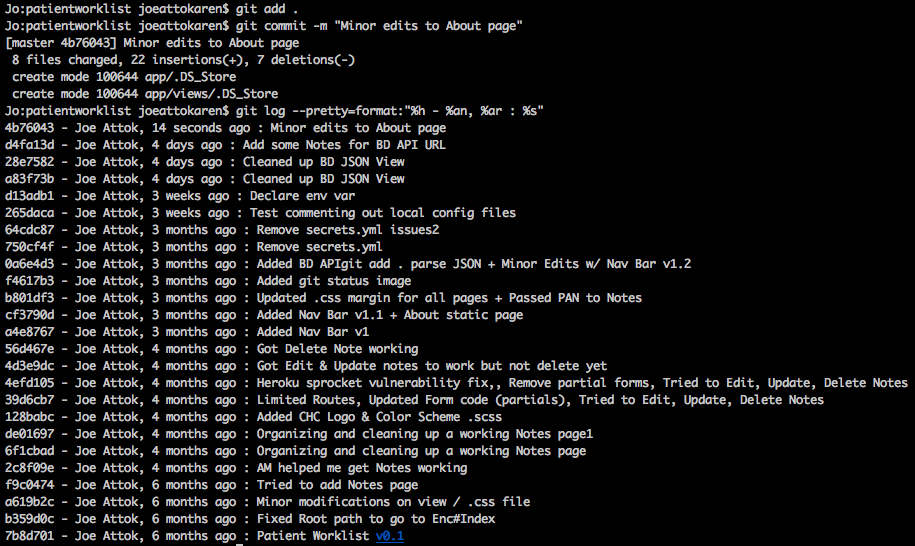 Jo:patientworklist joeattokaren$ git add .
Jo:patientworklist joeattokaren$ git commit -m "Minor edits to About page"
[master 4b76043] Minor edits to About page
 8 files changed, 22 insertions(+), 7 deletions(-)
 create mode 100644 app/.DS_Store
 create mode 100644 app/views/.DS_Store
Jo:patientworklist joeattokaren$ git log --pretty=format:"%h - %an, %ar : %s"
4b76043 - Joe Attok, 14 seconds ago : Minor edits to About page
d4fa13d - Joe Attok, 4 days ago : Add some Notes for BD API URL
28e7582 - Joe Attok, 4 days ago : Cleaned up BD JSON View
a83f73b - Joe Attok, 4 days ago : Cleaned up BD JSON View
d13adb1 - Joe Attok, 3 weeks ago : Declare env var
265daca - Joe Attok, 3 weeks ago : Test commenting out local config files
64cdc87 - Joe Attok, 3 months ago : Remove secrets.yml issues2
750cf4f - Joe Attok, 3 months ago : Remove secrets.yml
0a6e4d3 - Joe Attok, 3 months ago : Added BD APIgit add . parse JSON + Minor Edits w/ Nav Bar v1.2
f4617b3 - Joe Attok, 3 months ago : Added git status image
b801df3 - Joe Attok, 3 months ago : Updated .css margin for all pages + Passed PAN to Notes
cf3790d - Joe Attok, 3 months ago : Added Nav Bar v1.1 + About static page
a4e8767 - Joe Attok, 3 months ago : Added Nav Bar v1
56d467e - Joe Attok, 4 months ago : Got Delete Note working
4d3e9dc - Joe Attok, 4 months ago : Got Edit & Update notes to work but not delete yet
4efd105 - Joe Attok, 4 months ago : Heroku sprocket vulnerability fix,, Remove partial forms, Tried to Edit, Update, Delete Notes
39d6cb7 - Joe Attok, 4 months ago : Limited Routes, Updated Form code (partials), Tried to Edit, Update, Delete Notes
128babc - Joe Attok, 4 months ago : Added CHC Logo & Color Scheme .scss
de01697 - Joe Attok, 4 months ago : Organizing and cleaning up a working Notes page1
6f1cbad - Joe Attok, 4 months ago : Organizing and cleaning up a working Notes page
2c8f09e - Joe Attok, 4 months ago : AM helped me get Notes working
f9c0474 - Joe Attok, 6 months ago : Tried to add Notes page
a619b2c - Joe Attok, 6 months ago : Minor modifications on view / .css file
b359d0c - Joe Attok, 6 months ago : Fixed Root path to go to Enc#Index
7b8d701 - Joe Attok, 6 months ago : Patient Worklist v0.1